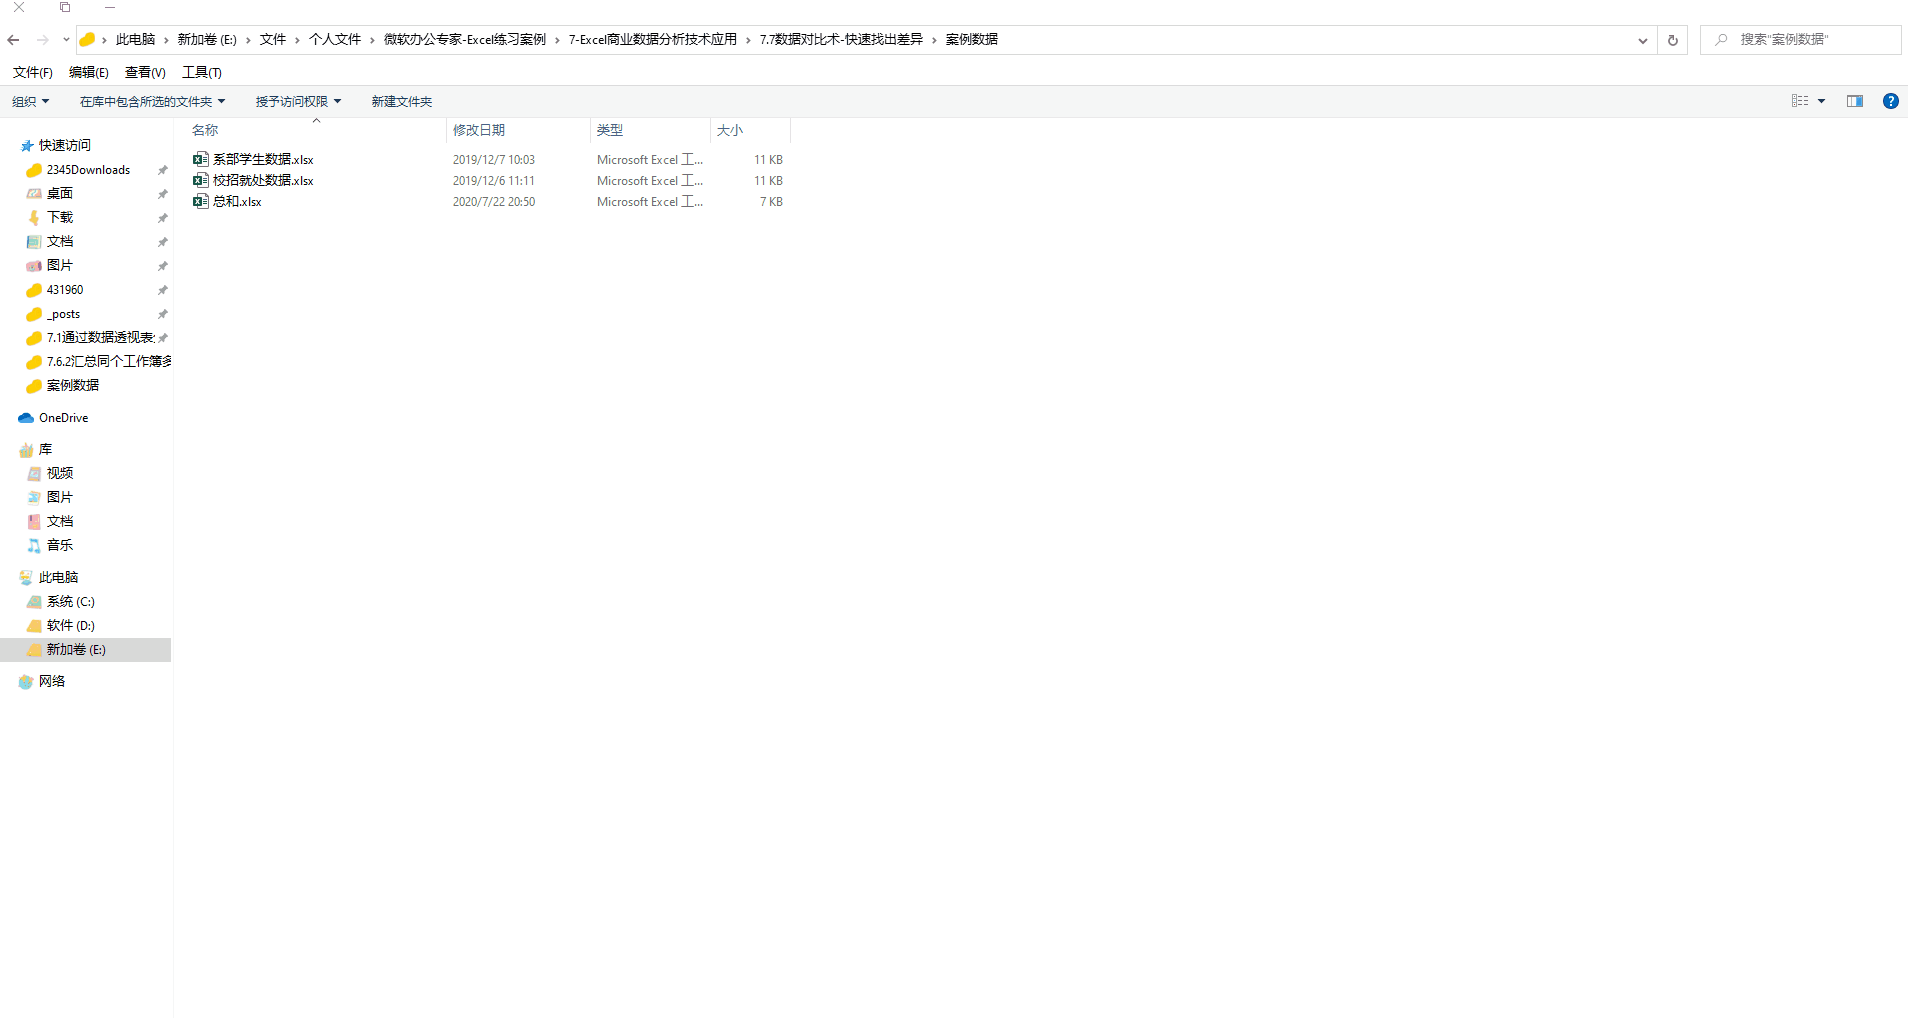 此电脑 › 新加卷 (E:) › 文件 › 个人文件 › 微软办公专家-Excel练习案例 › 7-Excel商业数据分析技术应用 › 7.7数据对比术-快速找出差异 › 案例数据
搜索"案例数据"
文件(F) 编辑(E) 查看(V) 工具(T)
组织 在库中包含所选的文件夹 授予访问权限 新建文件夹
名称 修改日期 类型 大小
系部学生数据.xlsx 2019/12/7 10:03 Microsoft Excel 工... 11 KB
校招就处数据.xlsx 2019/12/6 11:11 Microsoft Excel 工... 11 KB
总和.xlsx 2020/7/22 20:50 Microsoft Excel 工... 7 KB
快速访问
2345Downloads
桌面
下载
文档
图片
431960
_posts
7.1通过数据透视表
7.6.2汇总同个工作簿多
案例数据
OneDrive
库
视频
图片
文档
音乐
此电脑
系统 (C:)
软件 (D:)
新加卷 (E:)
网络